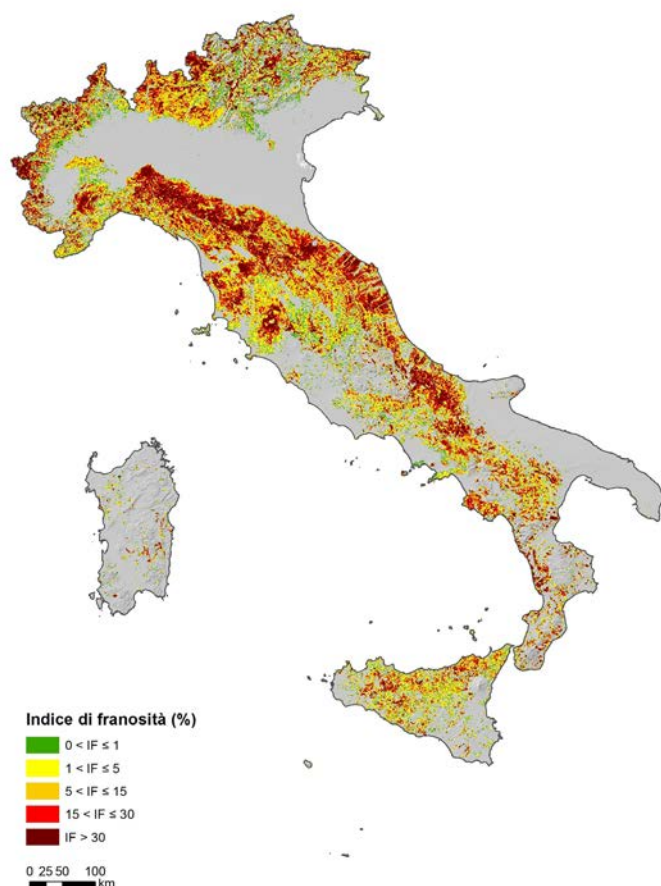 Indice di franosità (%)
0 < IF ≤ 1
1 < IF ≤ 5
5 < IF ≤ 15
15 < IF ≤ 30
IF > 30
0 25 50 100
km